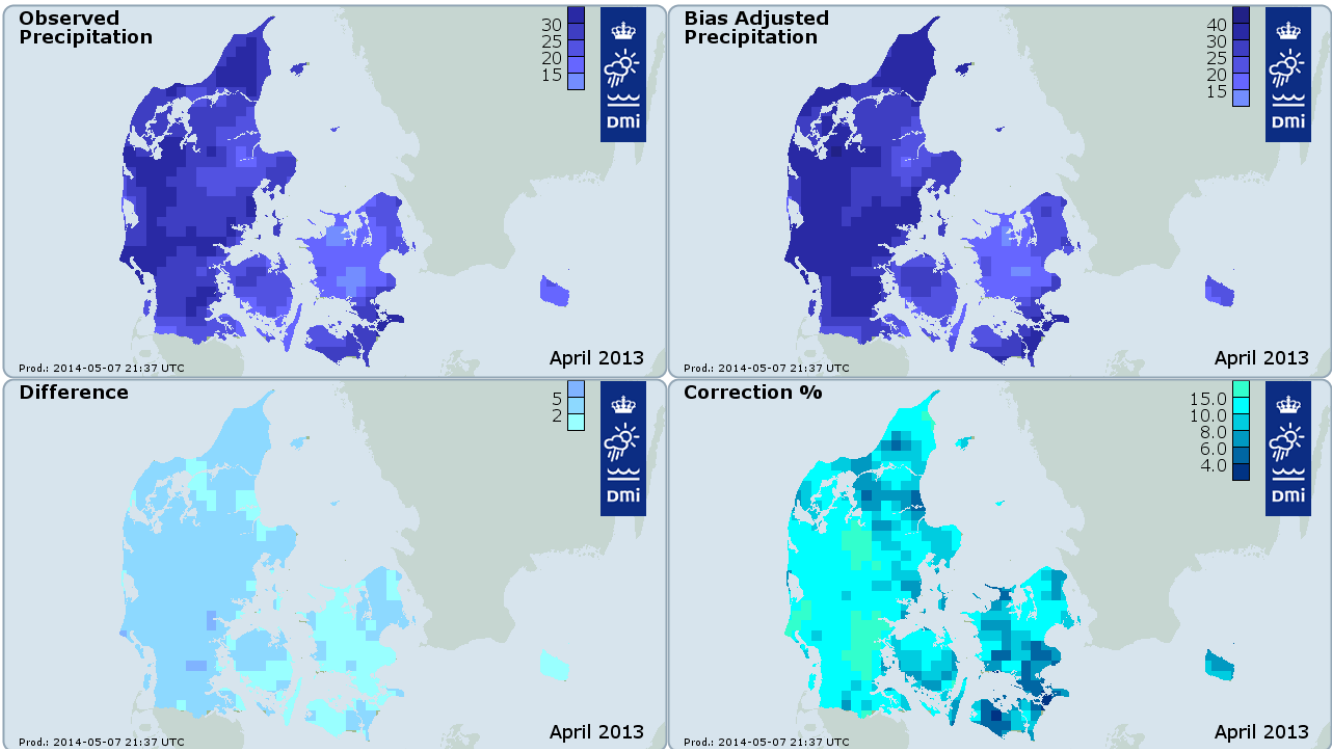 Observed
Precipitation
30
25
20
15
DMI
Prod.: 2014-05-07 21:37 UTC
April 2013
Bias Adjusted
Precipitation
40
30
25
20
15
DMI
Prod.: 2014-05-07 21:37 UTC
April 2013
Difference
5
2
DMI
Prod.: 2014-05-07 21:37 UTC
April 2013
Correction %
15.0
10.0
8.0
6.0
4.0
DMI
Prod.: 2014-05-07 21:37 UTC
April 2013